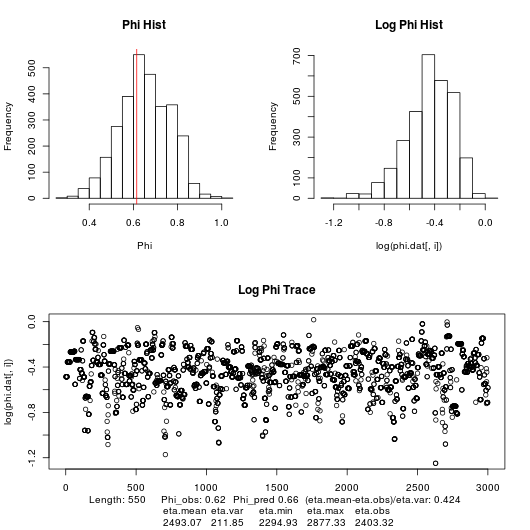 Phi Hist
Log Phi Hist
Frequency
0 100 200 300 400 500
0.4 0.6 0.8 1.0
Phi
Frequency
0 100 300 500 700
-1.2 -0.8 -0.4 0.0
log(phi.dat[, i])
Log Phi Trace
log(phi.dat[, i])
0.0
-0.4
-0.8
-1.2
0 500 1000 1500 2000 2500 3000
Length: 550 Phi_obs: 0.62 Phi_pred 0.66 (eta.mean-eta.obs)/eta.var: 0.424
eta.mean eta.var eta.min eta.max eta.obs
2493.07 211.85 2294.93 2877.33 2403.32